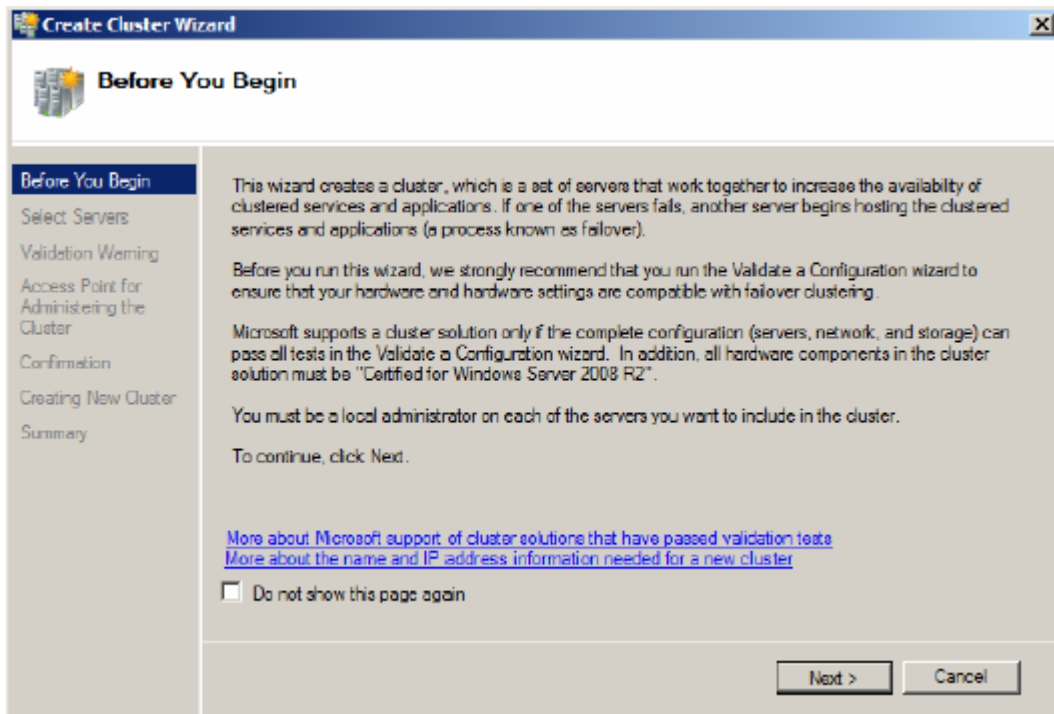 Create Cluster Wizard
Before You Begin
Before You Begin
Select Servers
Validation Warning
Access Point for
Administering the
Cluster
Confirmation
Creating New Cluster
Summary
This wizard creates a cluster, which is a set of servers that work together to increase the availability of
clustered services and applications. If one of the servers fails, another server begins hosting the clustered
services and applications (a process known as failover).
Before you run this wizard, we strongly recommend that you run the Validate a Configuration wizard to
ensure that your hardware and hardware settings are compatible with failover clustering.
Microsoft supports a cluster solution only if the complete configuration (servers, network, and storage) can
pass all tests in the Validate a Configuration wizard. In addition, all hardware components in the cluster
solution must be "Certified for Windows Server 2008 R2".
You must be a local administrator on each of the servers you want to include in the cluster.
To continue, click Next.
More about Microsoft support of cluster solutions that have passed validation tests
More about the name and IP address information needed for a new cluster
Do not show this page again
Next >
Cancel